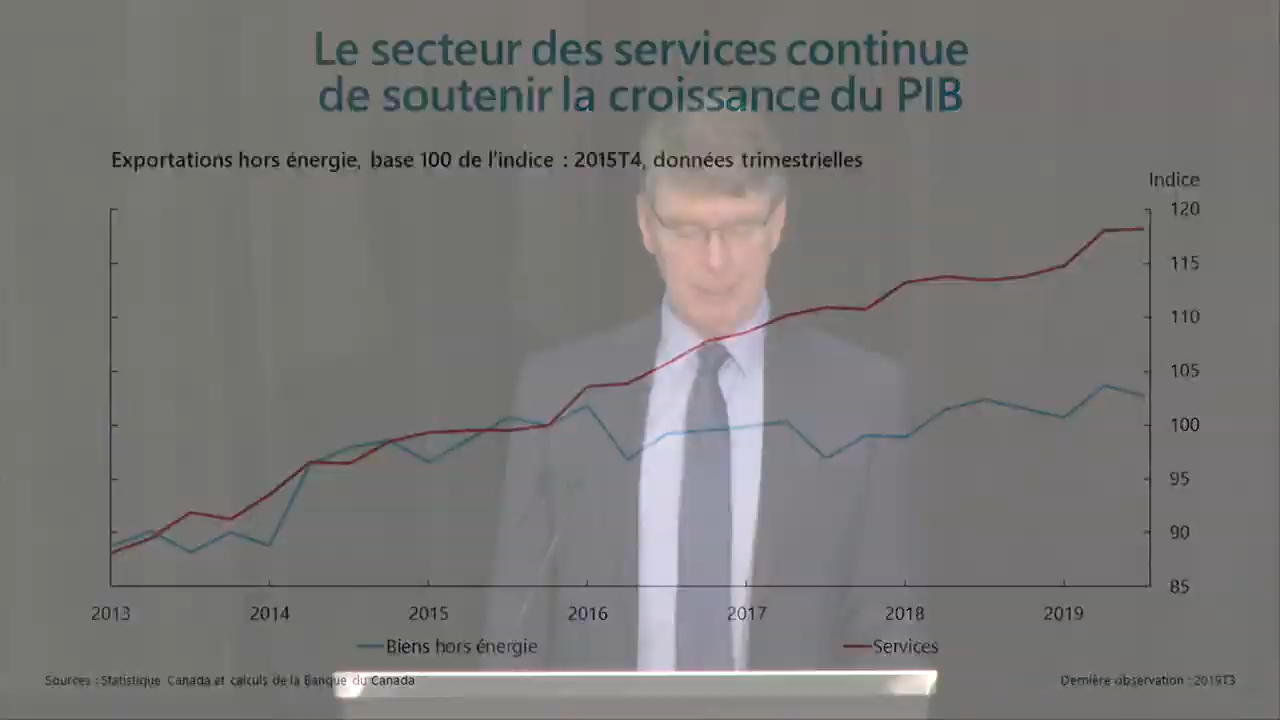 Le secteur des services continue
de soutenir la croissance du PIB
Exportations hors énergie, base 100 de l'indice : 2015T4, données trimestrielles
Indice
120
115
110
105
100
95
90
85
2013 2014 2015 2016 2017 2018 2019
Biens hors énergie Services
Sources : Statistique Canada et calculs de la Banque du Canada Dernière observation : 2019T3